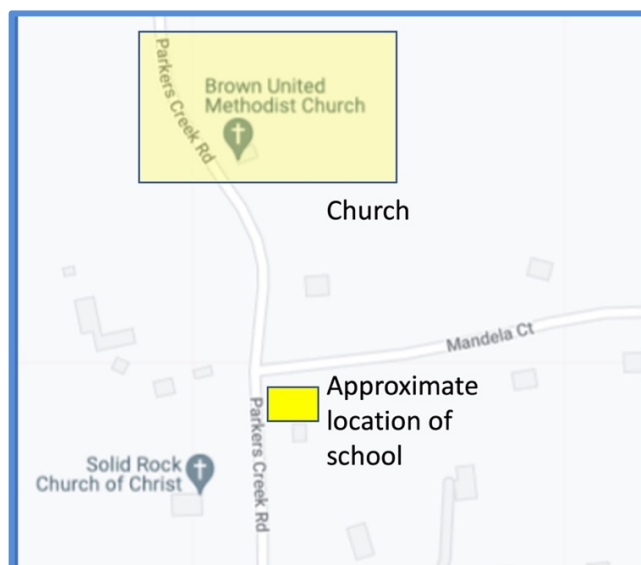 Parkers Creek Rd
Brown United
Methodist Church
Church
Mandela Ct
Approximate
location of
school
Parkers Creek Rd
Solid Rock
Church of Christ